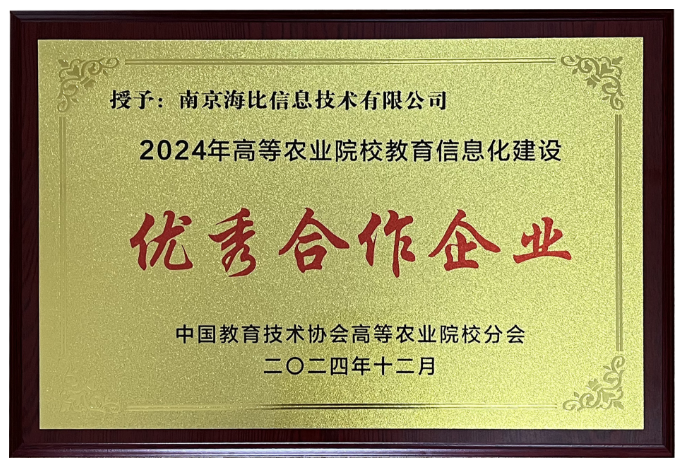 授予：南京海比信息技术有限公司
2024年高等农业院校教育信息化建设
优秀合作企业
中国教育技术协会高等农业院校分会
二〇二四年十二月